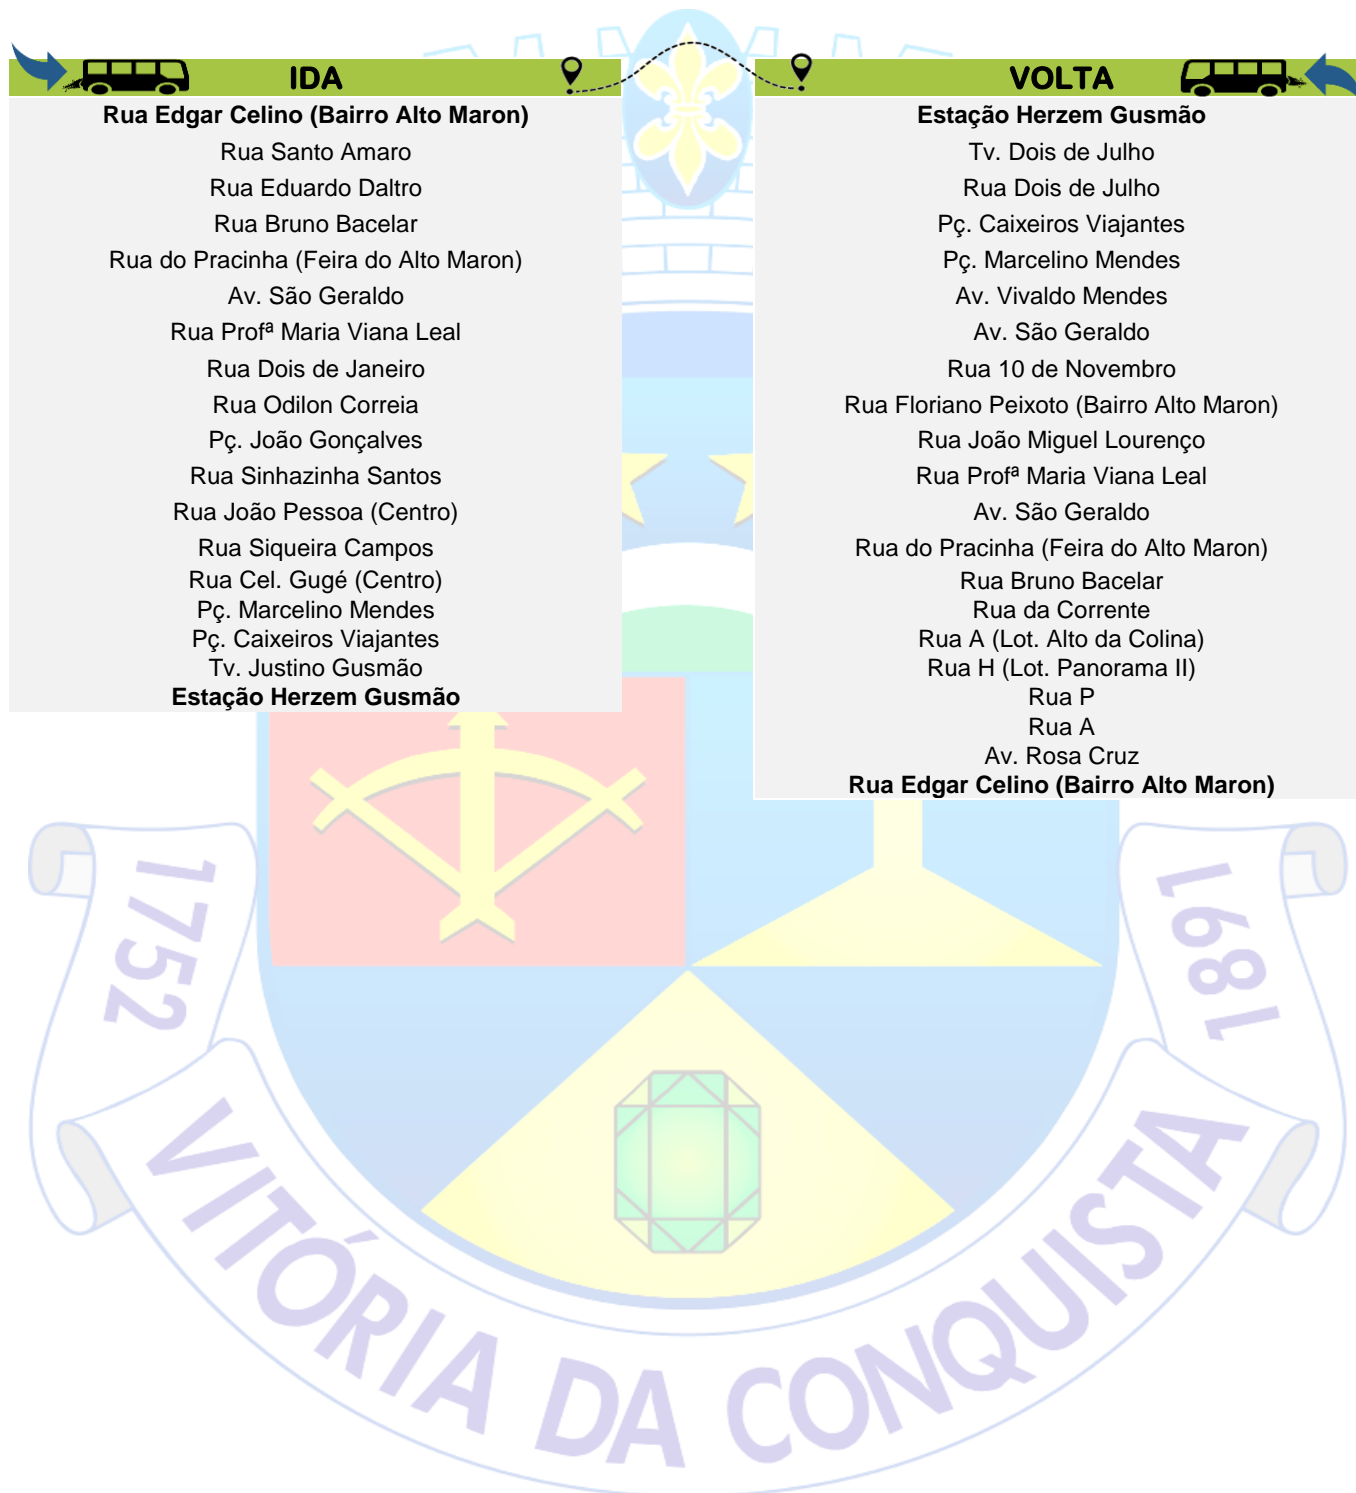 IDA
Rua Edgar Celino (Bairro Alto Maron)
Rua Santo Amaro
Rua Eduardo Daltro
Rua Bruno Bacelar
Rua do Pracinha (Feira do Alto Maron)
Av. São Geraldo
Rua Profª Maria Viana Leal
Rua Dois de Janeiro
Rua Odilon Correia
Pç. João Gonçalves
Rua Sinhazinha Santos
Rua João Pessoa (Centro)
Rua Siqueira Campos
Rua Cel. Gugé (Centro)
Pç. Marcelino Mendes
Pç. Caixeiros Viajantes
Tv. Justino Gusmão
Estação Herzem Gusmão
VOLTA
Estação Herzem Gusmão
Tv. Dois de Julho
Rua Dois de Julho
Pç. Caixeiros Viajantes
Pç. Marcelino Mendes
Av. Vivaldo Mendes
Av. São Geraldo
Rua 10 de Novembro
Rua Floriano Peixoto (Bairro Alto Maron)
Rua João Miguel Lourenço
Rua Profª Maria Viana Leal
Av. São Geraldo
Rua do Pracinha (Feira do Alto Maron)
Rua Bruno Bacelar
Rua da Corrente
Rua A (Lot. Alto da Colina)
Rua H (Lot. Panorama II)
Rua P
Rua A
Av. Rosa Cruz
Rua Edgar Celino (Bairro Alto Maron)
1752
1891
VITÓRIA DA CONQUISTA